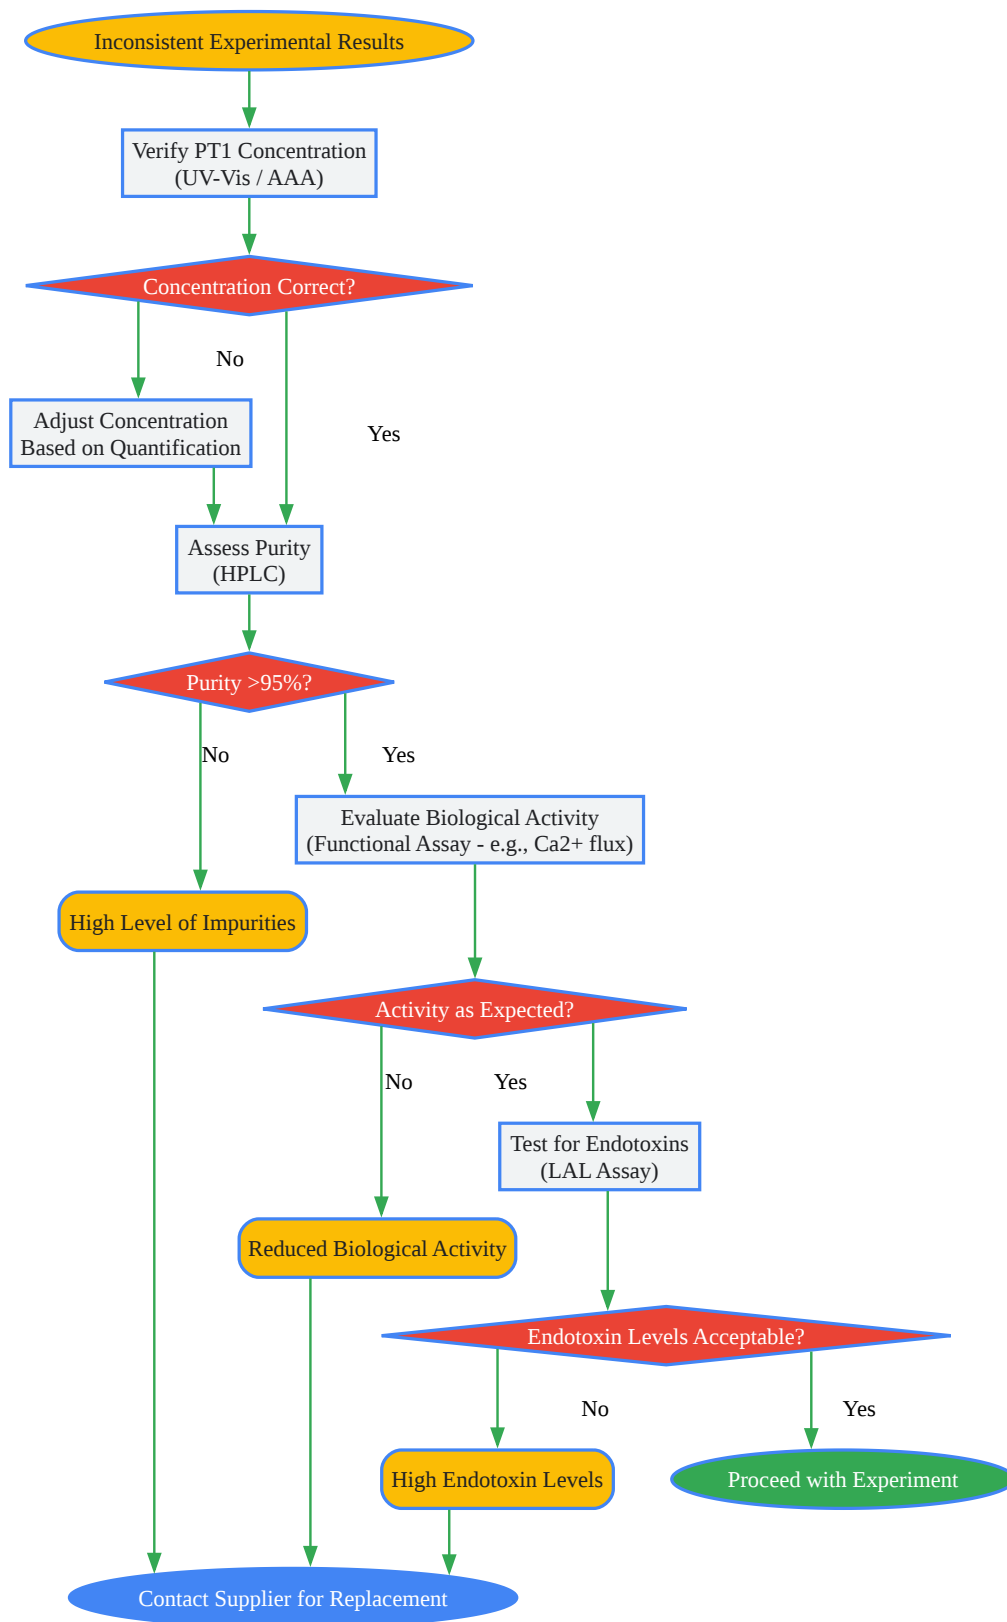 Inconsistent Experimental Results
Verify PT1 Concentration
(UV-Vis / AAA)
Concentration Correct?
No
Adjust Concentration
Based on Quantification
Yes
Assess Purity
(HPLC)
Purity >95%?
No
Yes
Evaluate Biological Activity
(Functional Assay - e.g., Ca2+ flux)
High Level of Impurities
Activity as Expected?
No
Yes
Test for Endotoxins
(LAL Assay)
Reduced Biological Activity
Endotoxin Levels Acceptable?
No
Yes
High Endotoxin Levels
Proceed with Experiment
Contact Supplier for Replacement